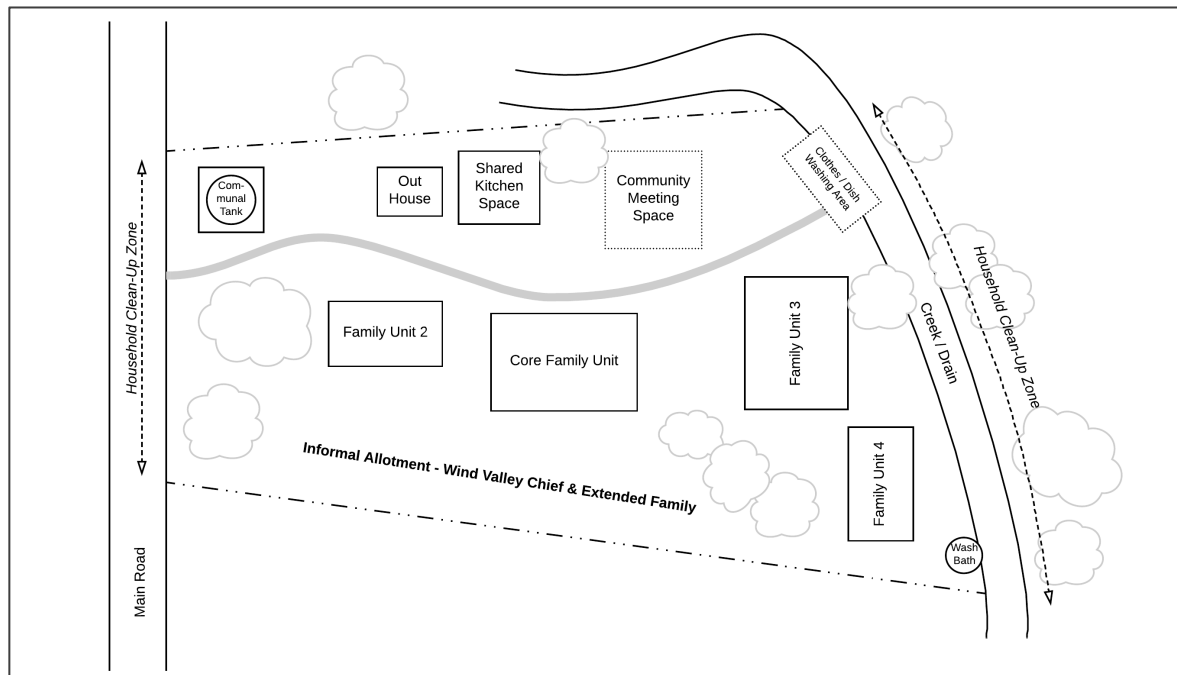 Com-
munal
Tank
Out
House
Shared
Kitchen
Space
Community
Meeting
Space
Clothes / Dish
Washing Area
Household Clean-Up Zone
Family Unit 2
Core Family Unit
Family Unit 3
Creek / Drain
Household Clean-Up Zone
Informal Allotment - Wind Valley Chief & Extended Family
Family Unit 4
Wash
Bath
Main Road